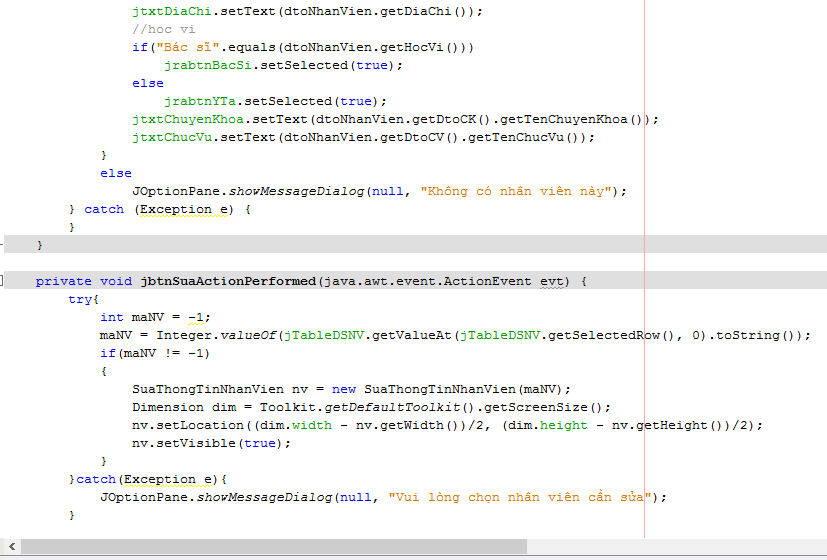 jtxtDiaChi.setText(dtoNhanVien.getDiaChi());
//hoc vi
if("Bác sĩ".equals(dtoNhanVien.getHocVi()))
jrabtnBacSi.setSelected(true);
else
jrabtnYTa.setSelected(true);
jtxtChuyenKhoa.setText(dtoNhanVien.getDtoCK().getTenChuyenKhoa());
jtxtChucVu.setText(dtoNhanVien.getDtoCV().getTenChucVu());
}
else
JOptionPane.showMessageDialog(null, "Không có nhân viên này");
} catch (Exception e) {
}
}
private void jbtnSuaActionPerformed(java.awt.event.ActionEvent evt) {
try{
int maNV = -1;
maNV = Integer.valueOf(jTableDSNV.getValueAt(jTableDSNV.getSelectedRow(), 0).toString());
if(maNV != -1)
{
SuaThongTinNhanVien nv = new SuaThongTinNhanVien(maNV);
Dimension dim = Toolkit.getDefaultToolkit().getScreenSize();
nv.setLocation((dim.width - nv.getWidth())/2, (dim.height - nv.getHeight())/2);
nv.setVisible(true);
}
}catch(Exception e){
JOptionPane.showMessageDialog(null, "Vui lòng chọn nhân viên cần sửa");
}